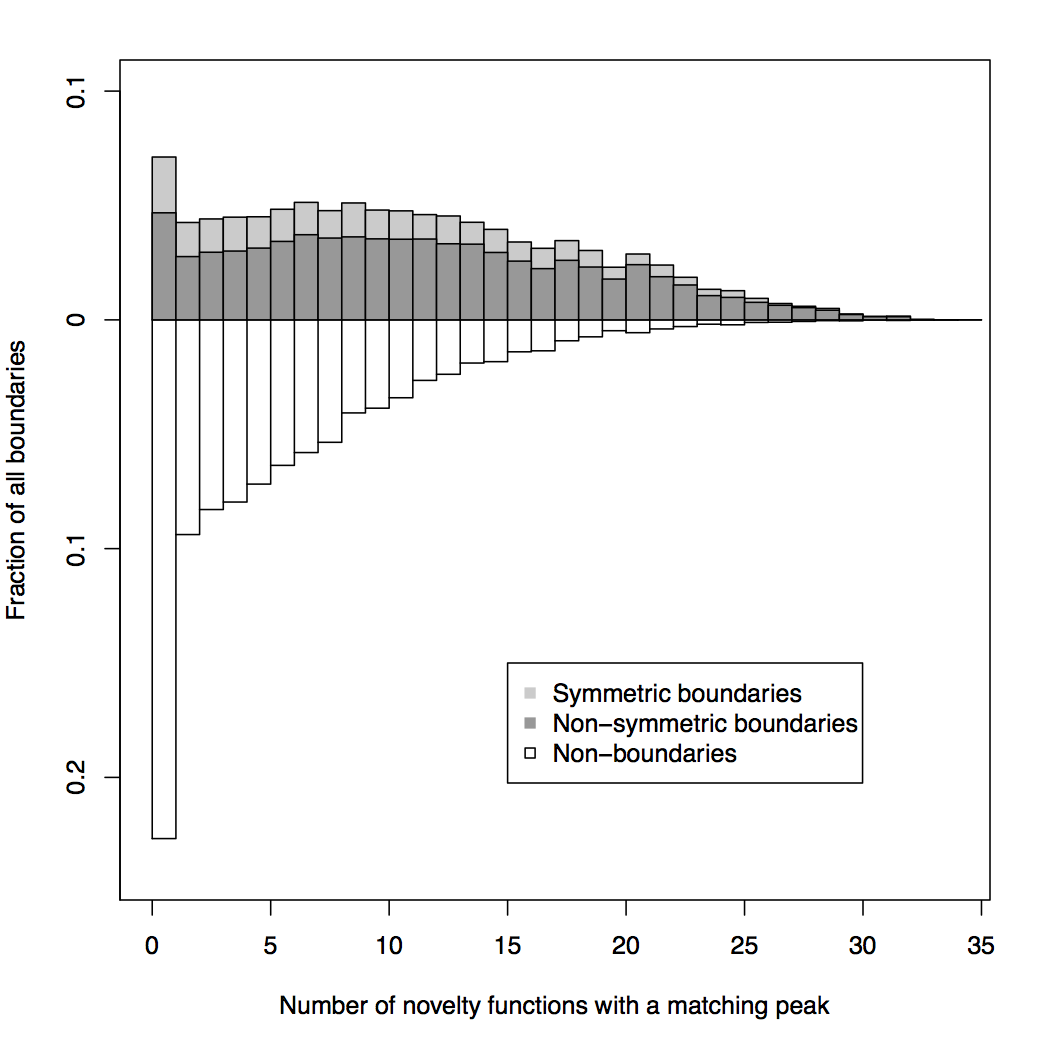 0.1
0
0.1
0.2
Fraction of all boundaries
Symmetric boundaries
Non−symmetric boundaries
Non−boundaries
0 5 10 15 20 25 30 35
Number of novelty functions with a matching peak